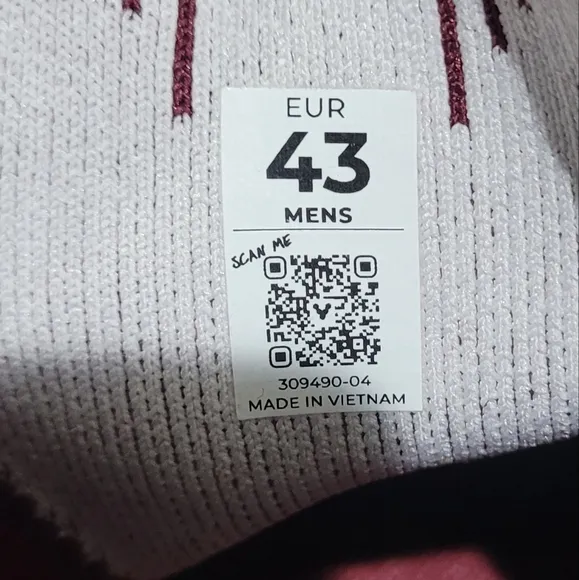 EUR
43
MENS
SCAN ME
309490-04
MADE IN VIETNAM